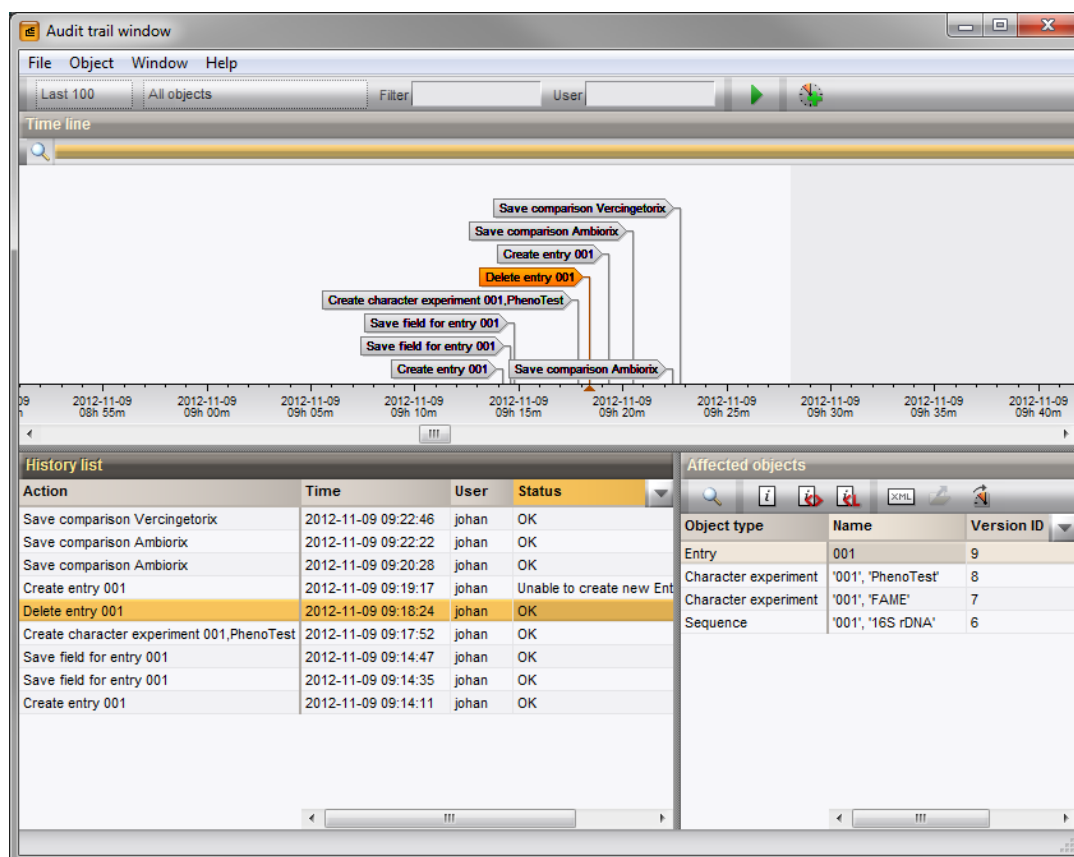 Audit trail window
File Object Window Help
Last 100 All objects Filter User
Time line
Save comparison Vercingetorix
Save comparison Ambiorix
Create entry 001
Delete entry 001
Create character experiment 001,PhenoTest
Save field for entry 001
Save field for entry 001
Create entry 001 Save comparison Ambiorix
09 2012-11-09 2012-11-09 2012-11-09 2012-11-09 2012-11-09 2012-11-09 2012-11-09 2012-11-09 2012-11-09 2012-11-09
08h 55m 09h 00m 09h 05m 09h 10m 09h 15m 09h 20m 09h 25m 09h 30m 09h 35m 09h 40m
History list
Action Time User Status
Save comparison Vercingetorix 2012-11-09 09:22:46 johan OK
Save comparison Ambiorix 2012-11-09 09:22:22 johan OK
Save comparison Ambiorix 2012-11-09 09:20:28 johan OK
Create entry 001 2012-11-09 09:19:17 johan Unable to create new Ent
Delete entry 001 2012-11-09 09:18:24 johan OK
Create character experiment 001,PhenoTest 2012-11-09 09:17:52 johan OK
Save field for entry 001 2012-11-09 09:14:47 johan OK
Save field for entry 001 2012-11-09 09:14:35 johan OK
Create entry 001 2012-11-09 09:14:11 johan OK
Affected objects
XML
Object type Name Version ID
Entry 001 9
Character experiment '001', 'PhenoTest' 8
Character experiment '001', 'FAME' 7
Sequence '001', '16S rDNA' 6